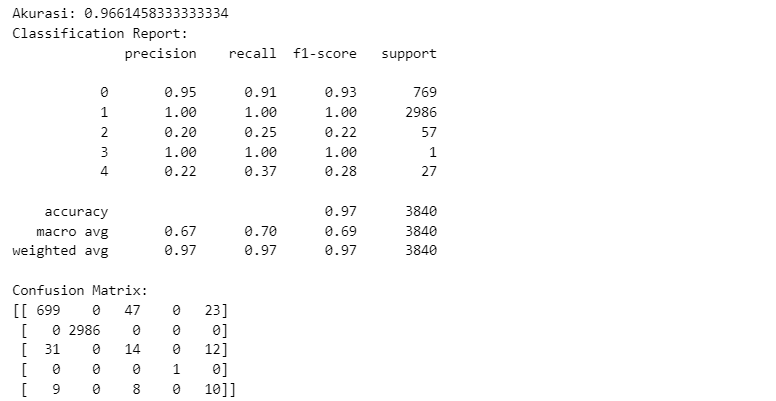 Akurasi: 0.9661458333333334
Classification Report:
precision recall f1-score support
0 0.95 0.91 0.93 769
1 1.00 1.00 1.00 2986
2 0.20 0.25 0.22 57
3 1.00 1.00 1.00 1
4 0.22 0.37 0.28 27
accuracy 0.97 3840
macro avg 0.67 0.70 0.69 3840
weighted avg 0.97 0.97 0.97 3840
Confusion Matrix:
[[ 699 0 47 0 23]
[ 0 2986 0 0 0]
[ 31 0 14 0 12]
[ 0 0 0 1 0]
[ 9 0 8 0 10]]